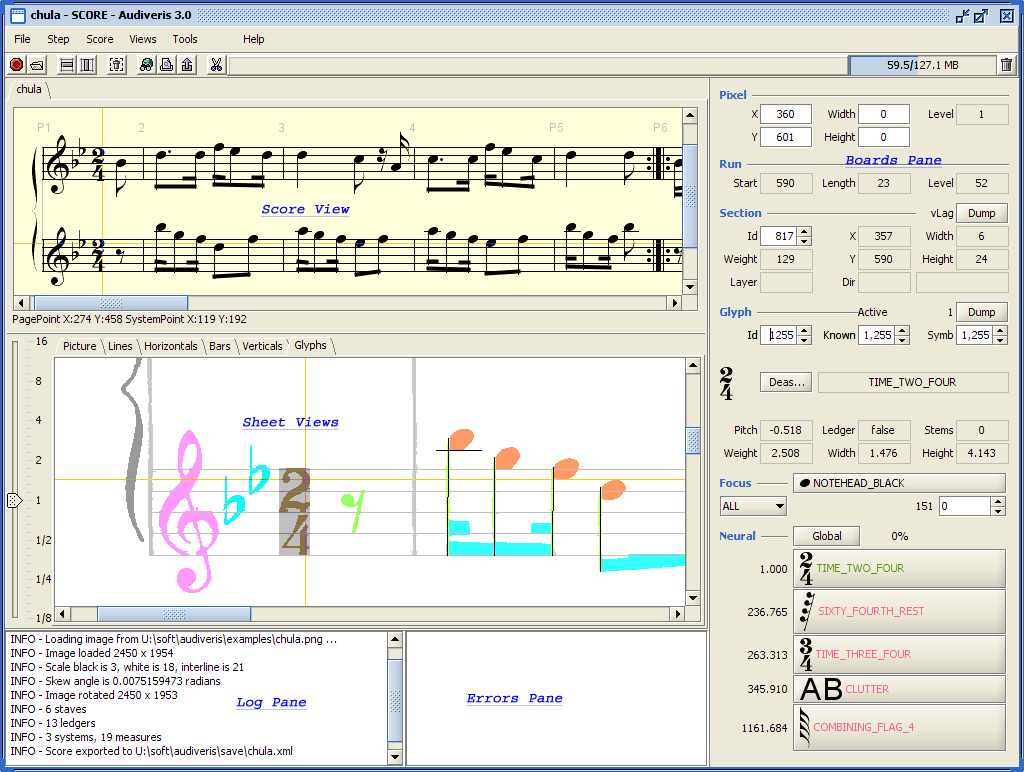 chula - SCORE - Audiveris 3.0
File Step Score Views Tools Help
59.5/127.1 MB
chula
P1 2 3 4 P5 P6
Score View
PagePoint X:274 Y:458 SystemPoint X:119 Y:192
16
8
4
2
1
1/2
1/4
1/8
Picture Lines Horizontals Bars Verticals Glyphs
Sheet Views
INFO - Loading image from U:\soft\audiveris\examples\chula.png ...
INFO - Image loaded 2450 x 1954
INFO - Scale black is 3, white is 18, interline is 21
INFO - Skew angle is 0.0075159473 radians
INFO - Image rotated 2450 x 1953
INFO - 6 staves
INFO - 13 ledgers
INFO - 3 systems, 19 measures
INFO - Score exported to U:\soft\audiveris\save\chula.xml
Log Pane
Errors Pane
Pixel
X 360 Width 0 Level 1
Y 601 Height 0
Boards Pane
Run
Start 590 Length 23 Level 52
Section vLag Dump
Id 817 X 357 Width 6
Weight 129 Y 590 Height 24
Layer Dir
Glyph Active 1 Dump
Id 1255 Known 1,255 Symb 1,255
2
4
Deas... TIME_TWO_FOUR
Pitch -0.518 Ledger false Stems 0
Weight 2.508 Width 1.476 Height 4.143
Focus NOTEHEAD_BLACK
ALL 151 0
Neural Global 0%
1.000 2 4 TIME_TWO_FOUR
236.765 SIXTY_FOURTH_REST
263.313 3 4 TIME_THREE_FOUR
345.910 AB CLUTTER
1161.684 COMBINING_FLAG_4